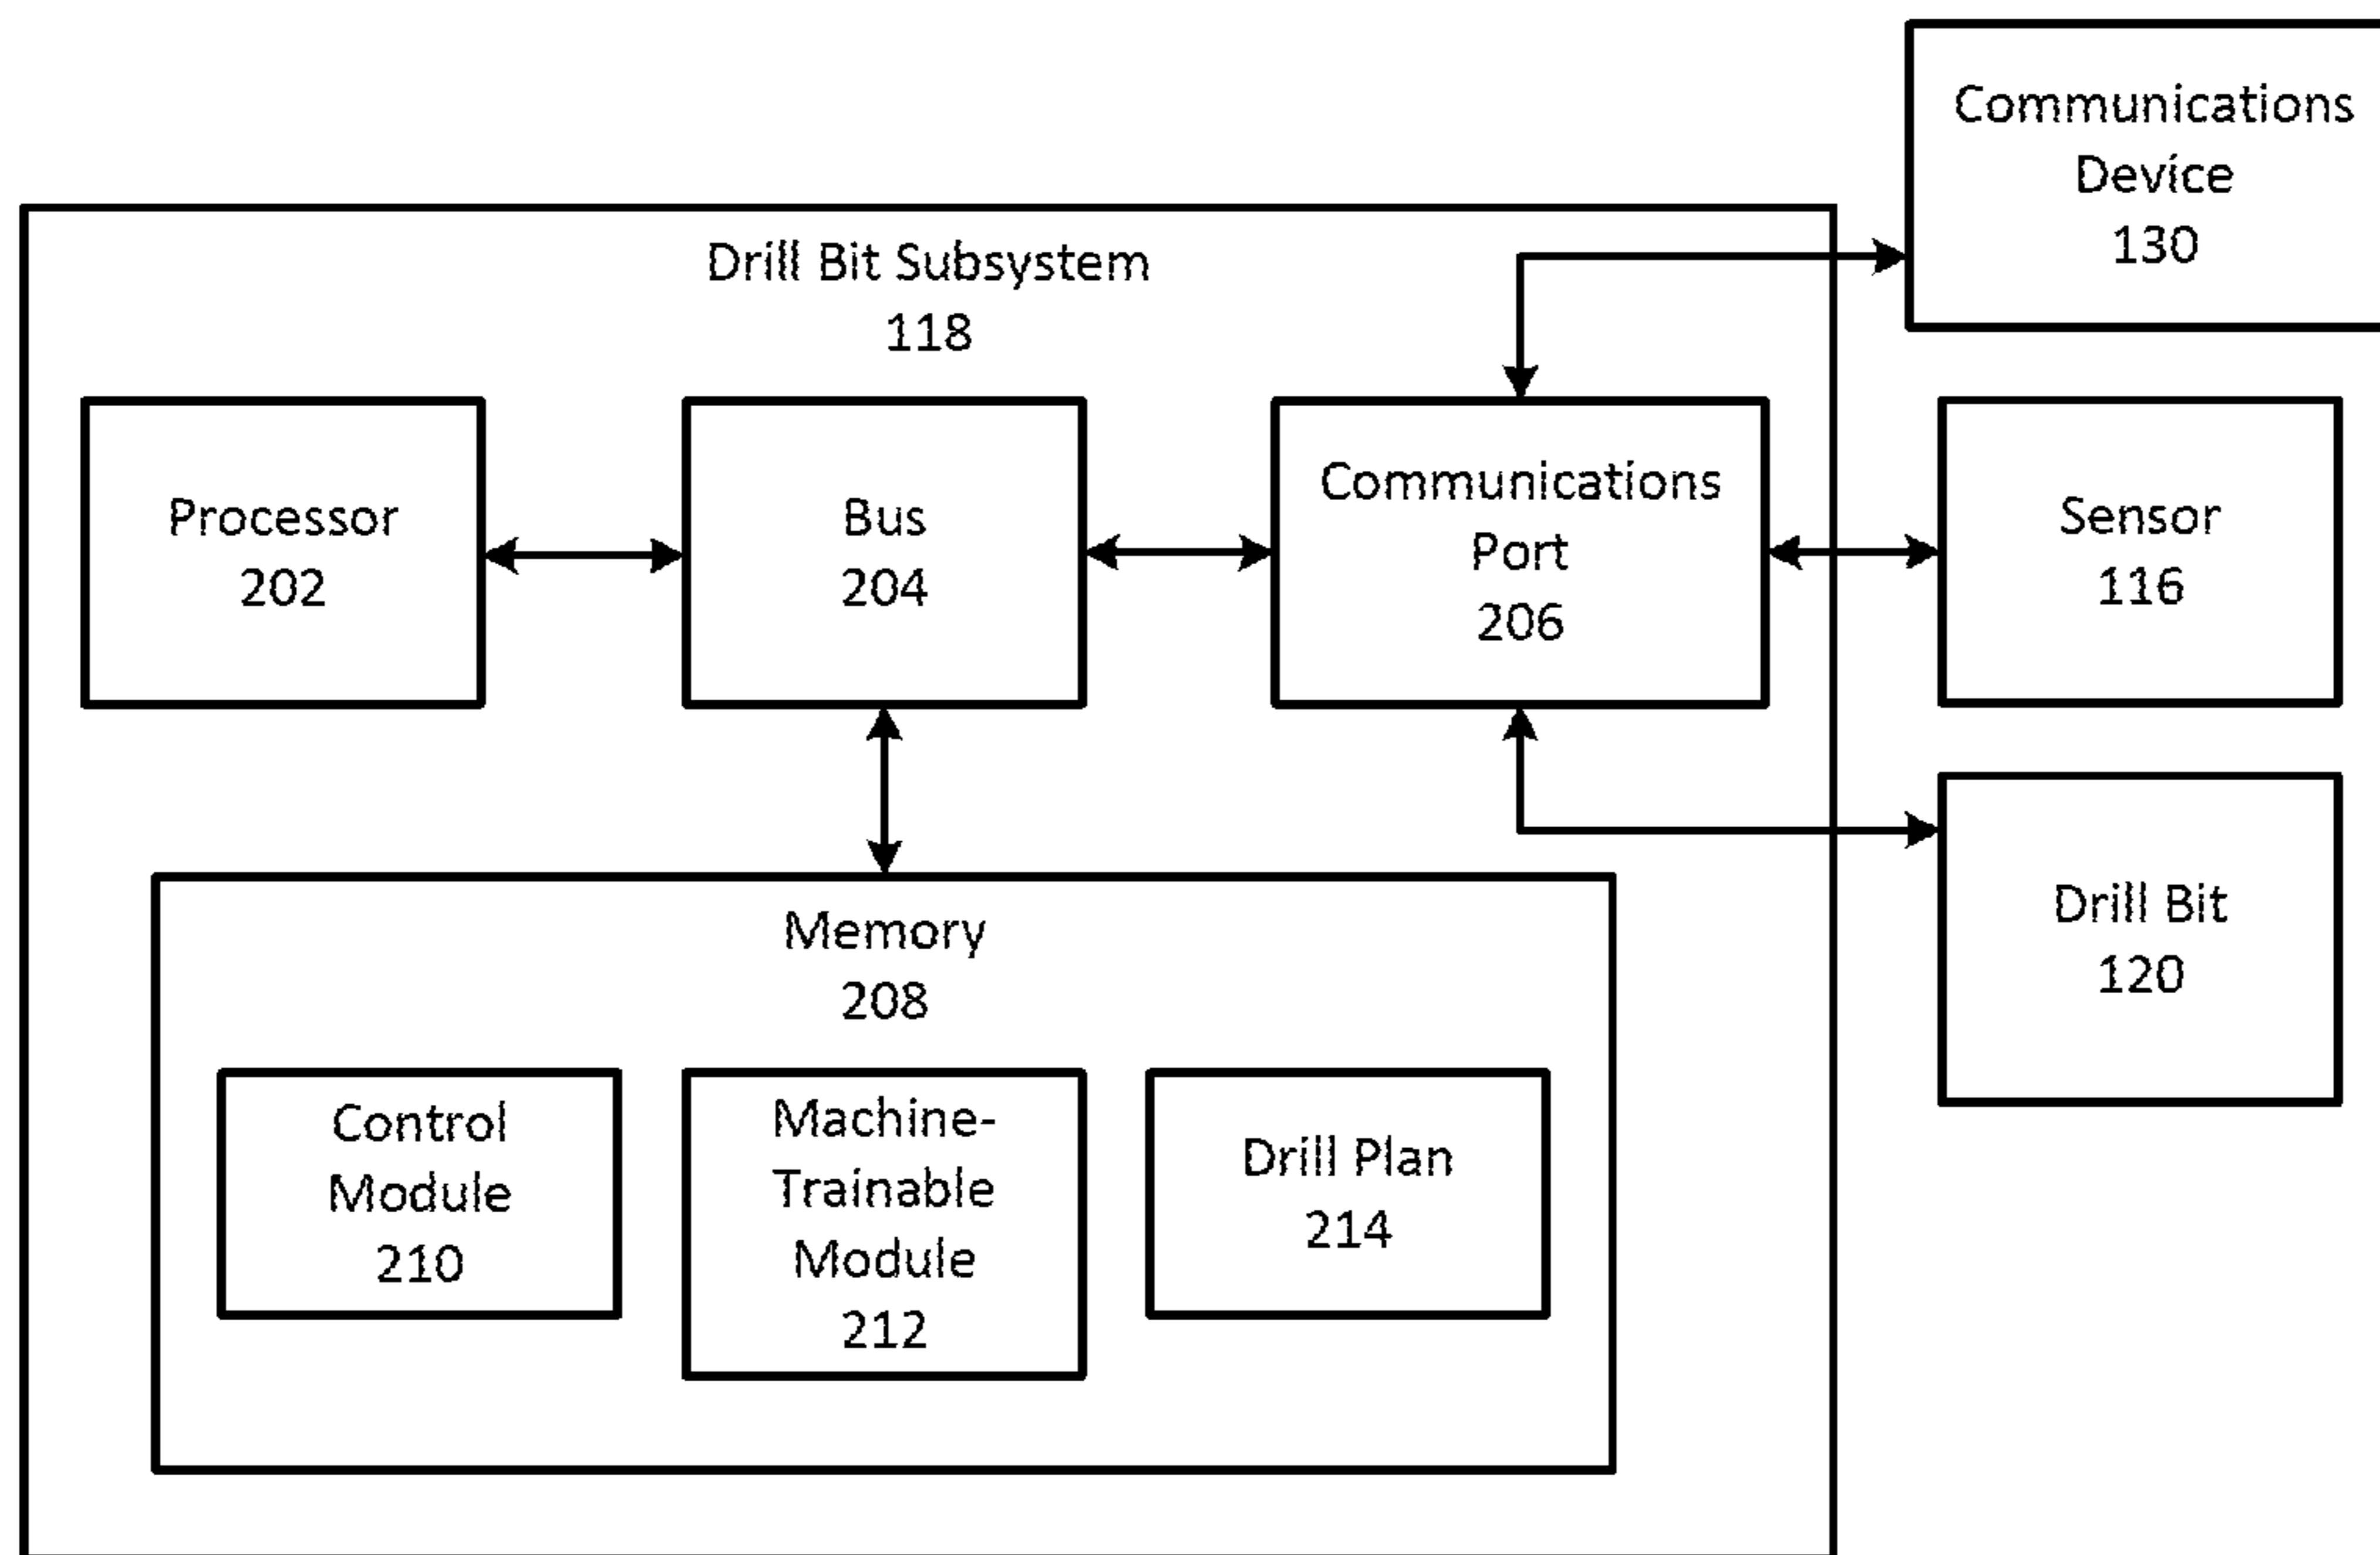 Communications
Device
130
Drill Bit Subsystem
118
Processor
202
Bus
204
Communications
Port
206
Sensor
116
Drill Bit
120
Memory
208
Control
Module
210
Machine-
Trainable
Module
212
Drill Plan
214